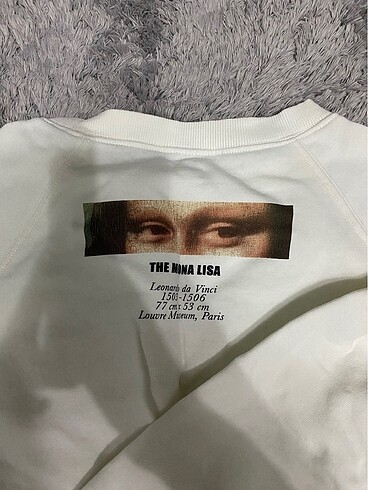 THE MONA LISA
Leonardo da Vinci
1503-1506
77 cm x 53 cm
Louvre Museum, Paris